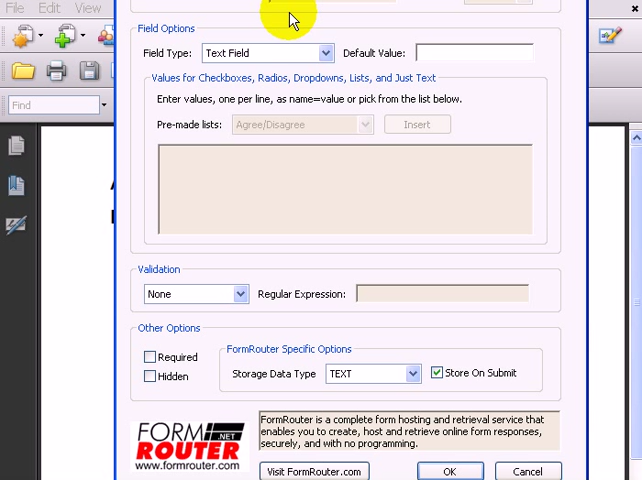 File Edit View
Find
Field Options
Field Type: Text Field Default Value:
Values for Checkboxes, Radios, Dropdowns, Lists, and Just Text
Enter values, one per line, as name=value or pick from the list below.
Pre-made lists: Agree/Disagree Insert
Validation
None Regular Expression:
Other Options
Required
Hidden
FormRouter Specific Options
Storage Data Type TEXT Store On Submit
FORM .NET
ROUTER
www.formrouter.com
FormRouter is a complete form hosting and retrieval service that
enables you to create, host and retrieve online form responses,
securely, and with no programming.
Visit FormRouter.com OK Cancel